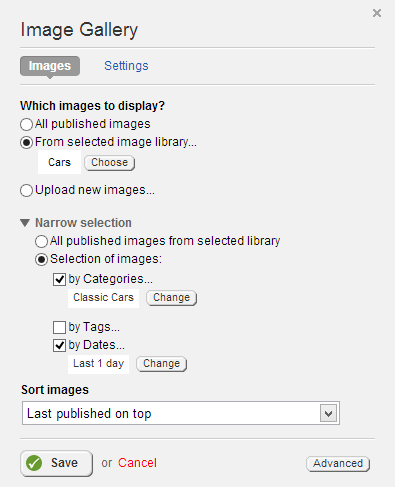 Image Gallery
Images Settings
Which images to display?
All published images
From selected image library...
Cars Choose
Upload new images...
Narrow selection
All published images from selected library
Selection of images:
by Categories...
Classic Cars Change
by Tags...
by Dates...
Last 1 day Change
Sort images
Last published on top
Save or Cancel Advanced